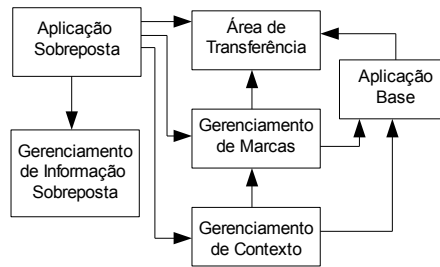 Aplicação
Sobreposta
Área de
Transferência
Aplicação
Base
Gerenciamento
de Marcas
Gerenciamento
de Informação
Sobreposta
Gerenciamento
de Contexto